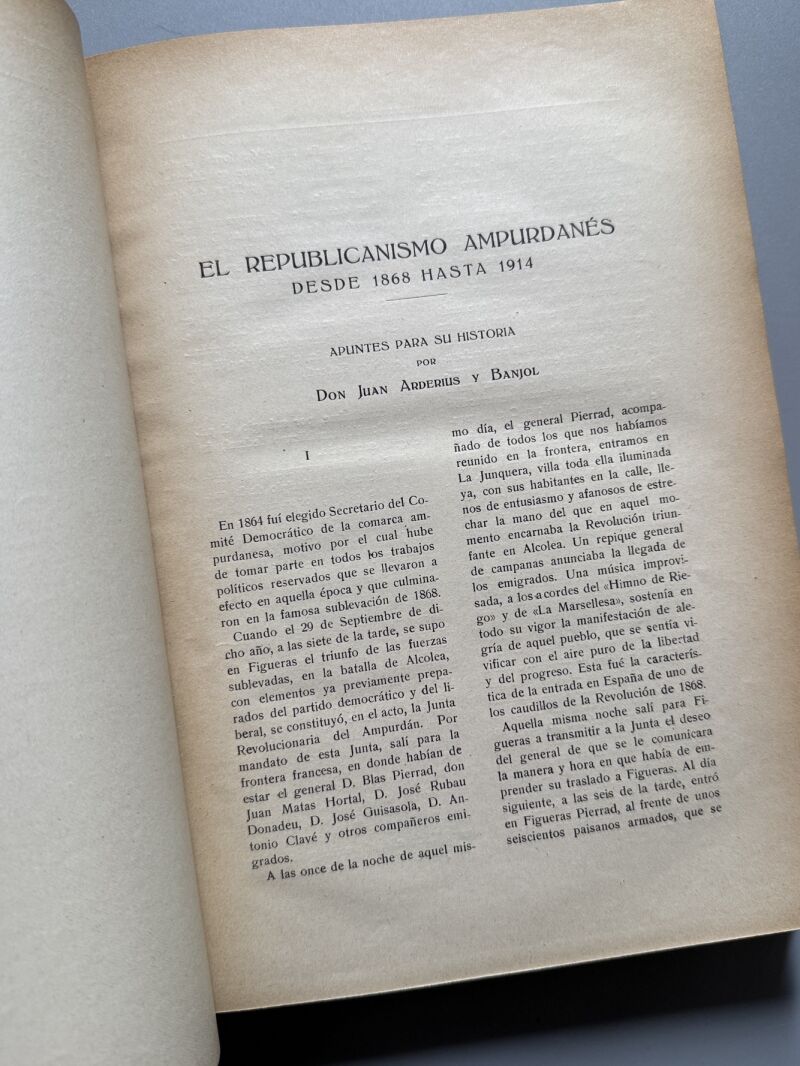 EL REPUBLICANISMO AMPURDANÉS
DESDE 1868 HASTA 1914
APUNTES PARA SU HISTORIA
POR
DON JUAN ARDERIUS Y BANJOL
I
En 1864 fuí elegido Secretario del Co-
mité Democrático de la comarca am-
purdanesa, motivo por el cual hube
de tomar parte en todos los trabajos
políticos reservados que se llevaron a
efecto en aquella época y que culmina-
ron en la famosa sublevación de 1868.
Cuando el 29 de Septiembre de di-
cho año, a las siete de la tarde, se supo
en Figueras el triunfo de las fuerzas
sublevadas, en la batalla de Alcolea,
con elementos ya previamente prepa-
rados del partido democrático y del li-
beral, se constituyó, en el acto, la Junta
Revolucionaria del Ampurdán. Por
mandato de esta Junta, salí para la
frontera francesa, en donde habían de
estar el general D. Blas Pierrad, don
Juan Matas Hortal, D. José Rubau
Donadeu, D. José Guisasola, D. An-
tonio Clavé y otros compañeros emi-
grados.
A las once de la noche de aquel mis-
mo día, el general Pierrad, acompa-
ñado de todos los que nos habíamos
reunido en la frontera, entramos en
La Junquera, villa toda ella iluminada
ya, con sus habitantes en la calle, lle-
nos de entusiasmo y afanosos de estre-
char la mano del que en aquel mo-
mento encarnaba la Revolución triun-
fante en Alcolea. Un repique general
de campanas anunciaba la llegada de
los emigrados. Una música improvi-
sada, a los acordes del «Himno de Rie-
go» y de «La Marsellesa», sostenía en
todo su vigor la manifestación de ale-
gría de aquel pueblo, que se sentía vi-
vificar con el aire puro de la libertad
y del progreso. Esta fué la caracterís-
tica de la entrada en España de uno de
los caudillos de la Revolución de 1868.
Aquella misma noche salí para Fi-
gueras a transmitir a la Junta el deseo
del general de que se le comunicara
la manera y hora en que había de em-
prender su traslado a Figueras. Al día
siguiente, a las seis de la tarde, entró
en Figueras Pierrad, al frente de unos
seiscientos paisanos armados, que se